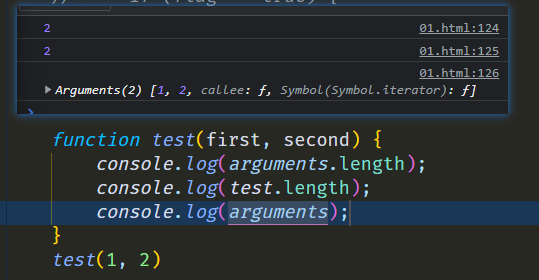 2 01.html:124
2 01.html:125
01.html:126
▶Arguments(2) [1, 2, callee: ƒ, Symbol(Symbol.iterator): ƒ]
>
function test(first, second) {
console.log(arguments.length);
console.log(test.length);
console.log(arguments);
}
test(1, 2)